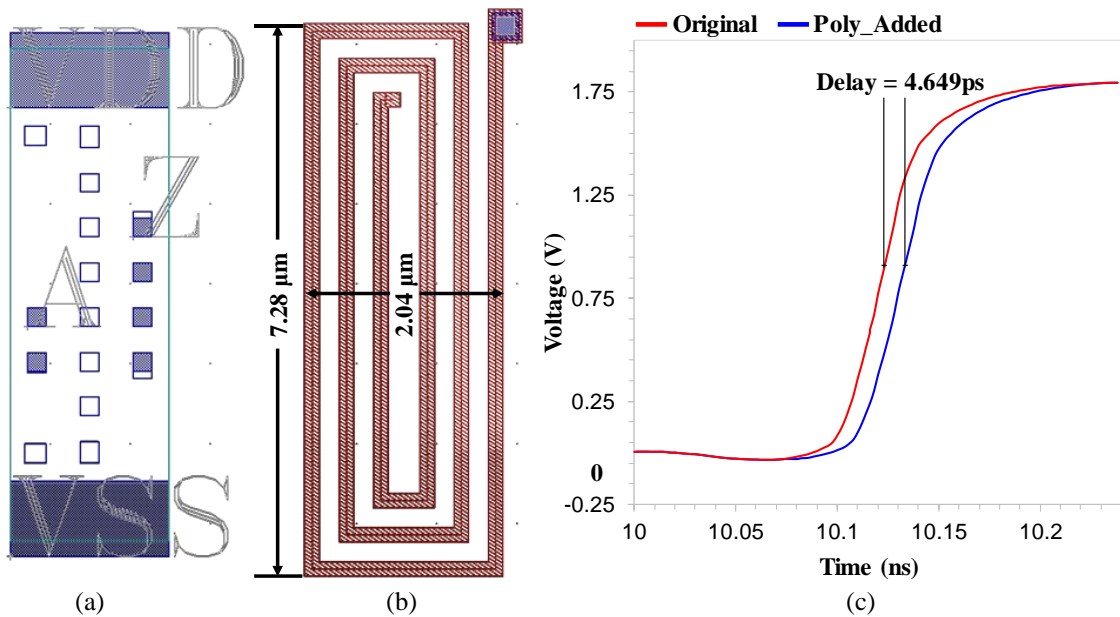 VDD
Z
A
VSS
(a)
7.28 µm
2.04 µm
(b)
Original
Poly_Added
Delay = 4.649ps
Voltage (V)
1.75
1.25
0.75
0.25
0
-0.25
10
10.05
10.1
10.15
10.2
Time (ns)
(c)